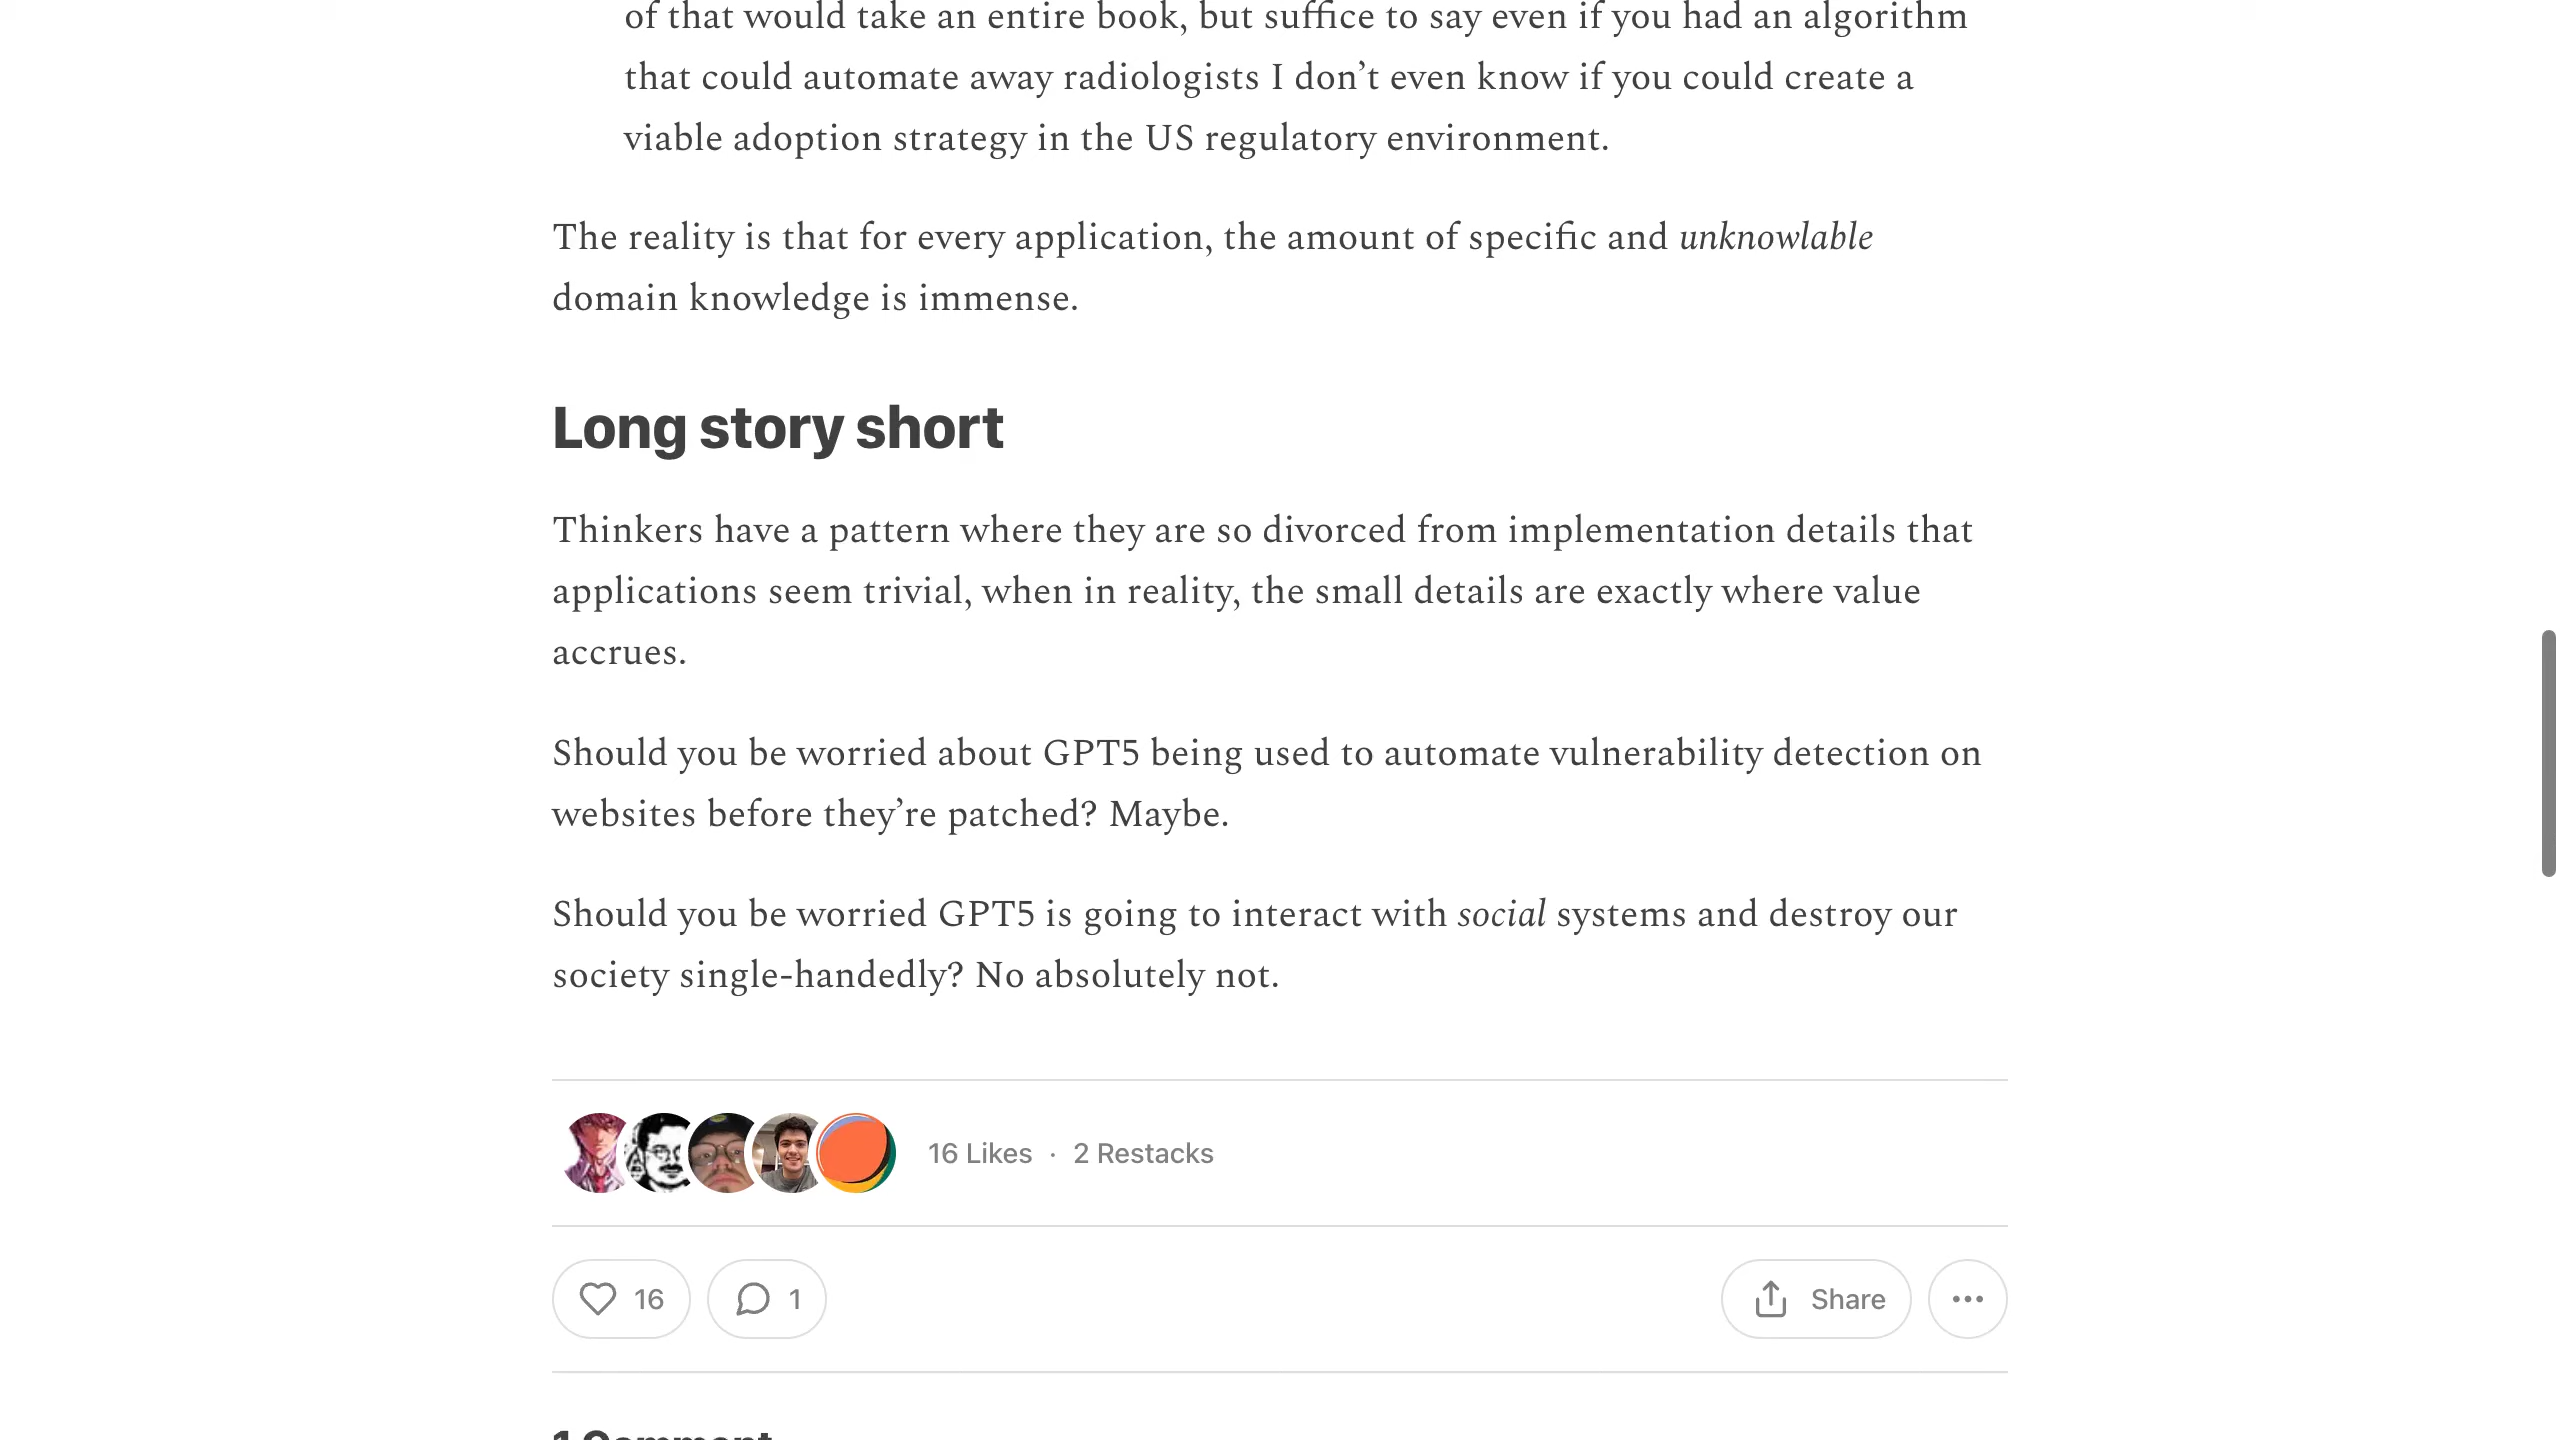 of that would take an entire book, but suffice to say even if you had an algorithm
that could automate away radiologists I don’t even know if you could create a
viable adoption strategy in the US regulatory environment.
The reality is that for every application, the amount of specific and unknowlable
domain knowledge is immense.
Long story short
Thinkers have a pattern where they are so divorced from implementation details that
applications seem trivial, when in reality, the small details are exactly where value
accrues.
Should you be worried about GPT5 being used to automate vulnerability detection on
websites before they’re patched? Maybe.
Should you be worried GPT5 is going to interact with social systems and destroy our
society single-handedly? No absolutely not.
16 Likes · 2 Restacks
16 1 Share
1 Comment